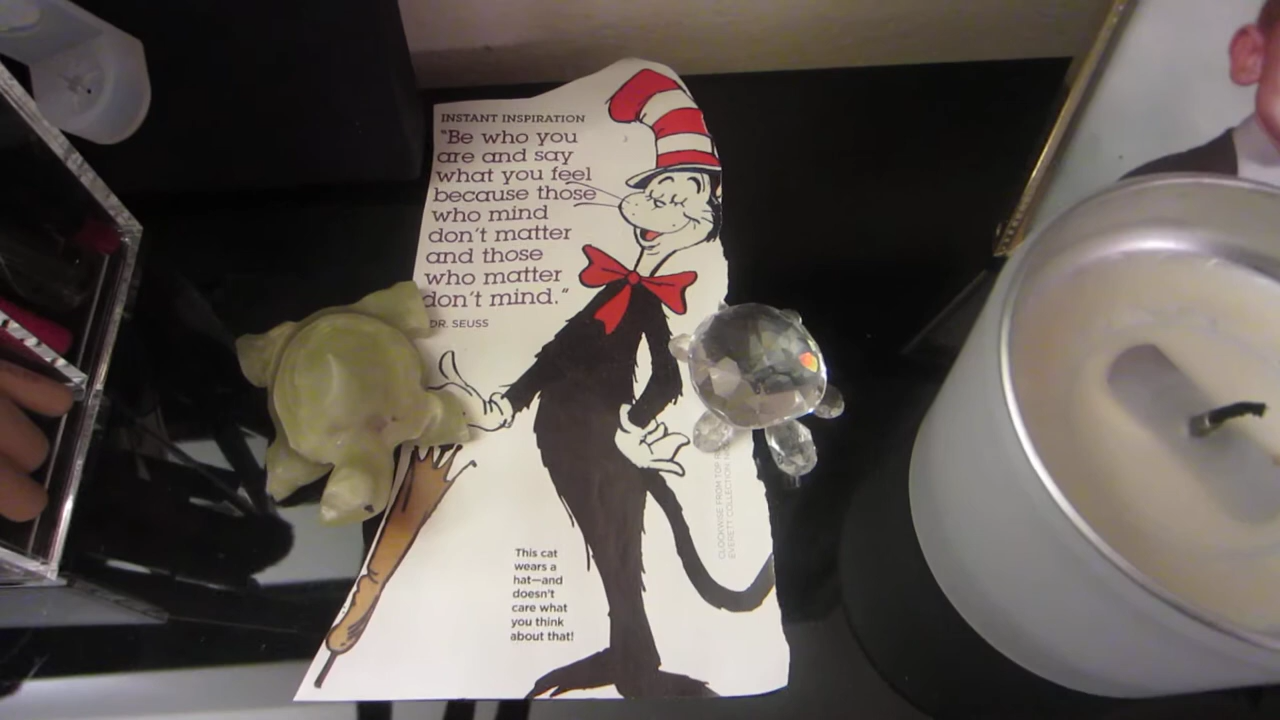 INSTANT INSPIRATION
"Be who you
are and say
what you feel
because those
who mind
don't matter
and those
who matter
don't mind."
DR. SEUSS
This cat
wears a
hat—and
doesn't
care what
you think
about that!
CLOCKWISE FROM TOP
EVERETT COLLECTION